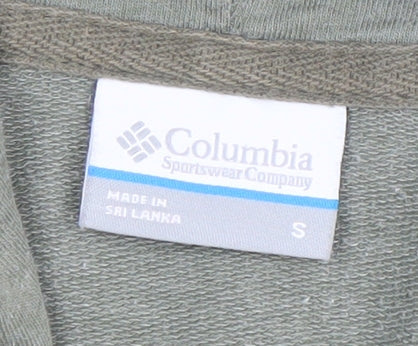 Columbia
Sportswear Company
MADE IN
SRI LANKA
S